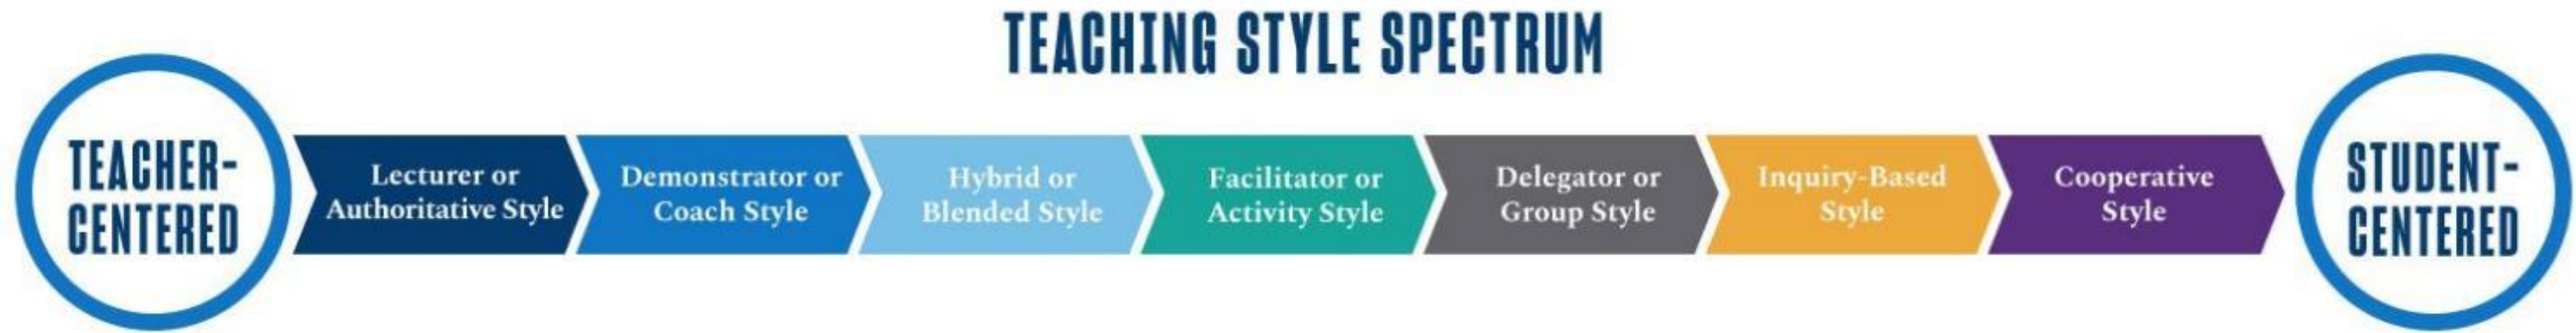 TEACHING STYLE SPECTRUM
TEACHER-
CENTERED
Lecturer or
Authoritative Style
Demonstrator or
Coach Style
Hybrid or
Blended Style
Facilitator or
Activity Style
Delegator or
Group Style
Inquiry-Based
Style
Cooperative
Style
STUDENT-
CENTERED